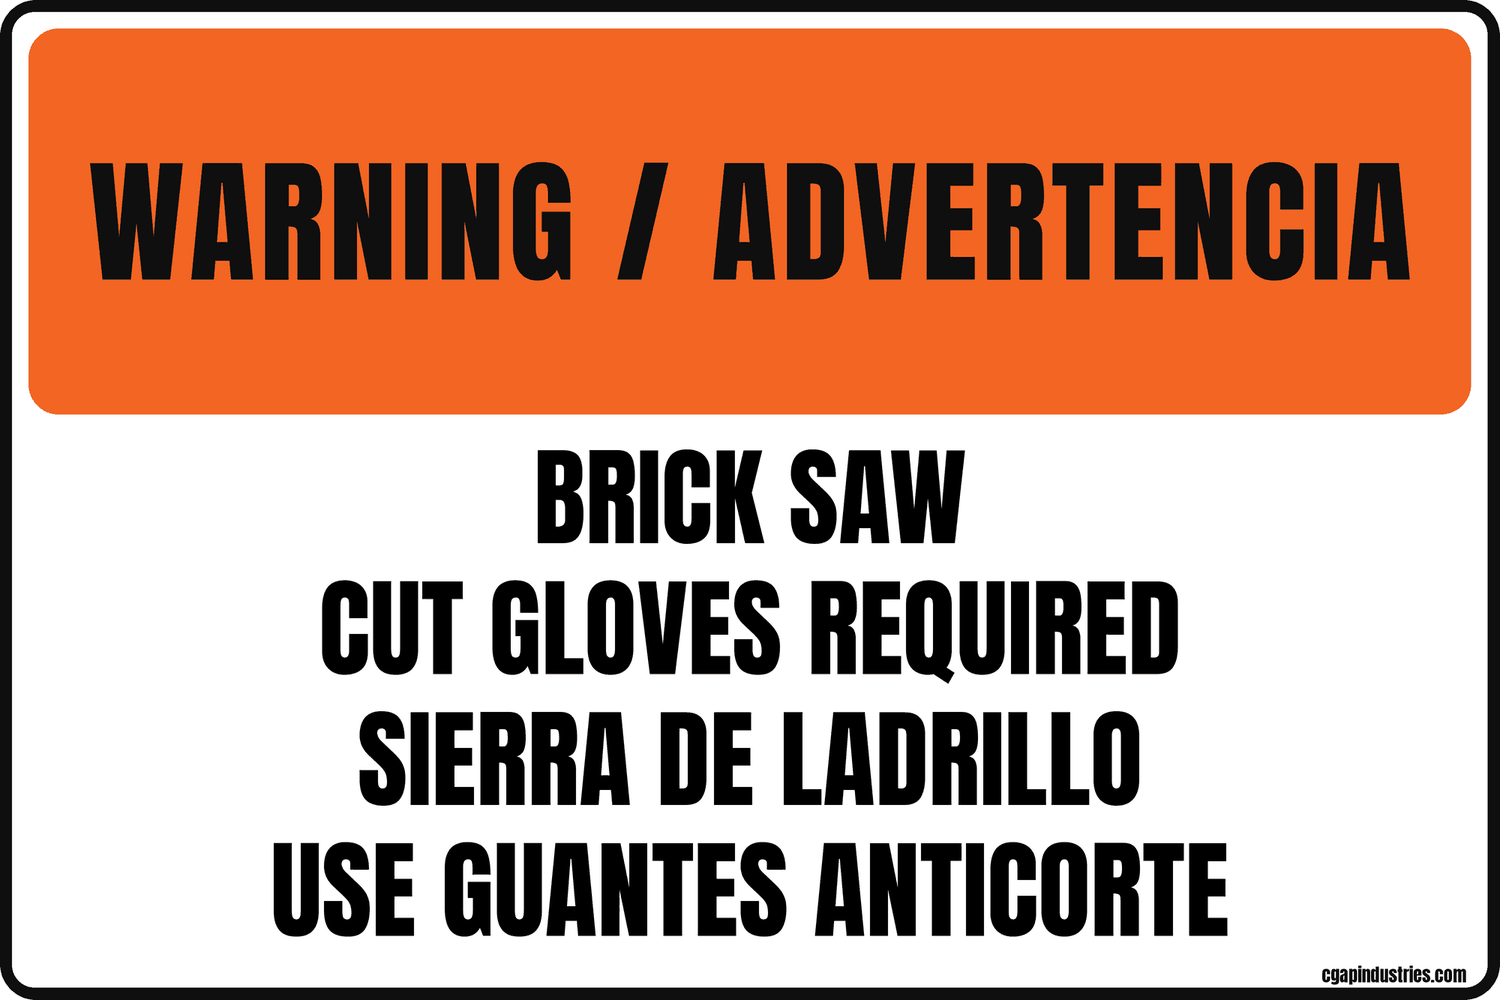 WARNING / ADVERTENCIA
BRICK SAW
CUT GLOVES REQUIRED
SIERRA DE LADRILLO
USE GUANTES ANTICORTE
cgapindustries.com